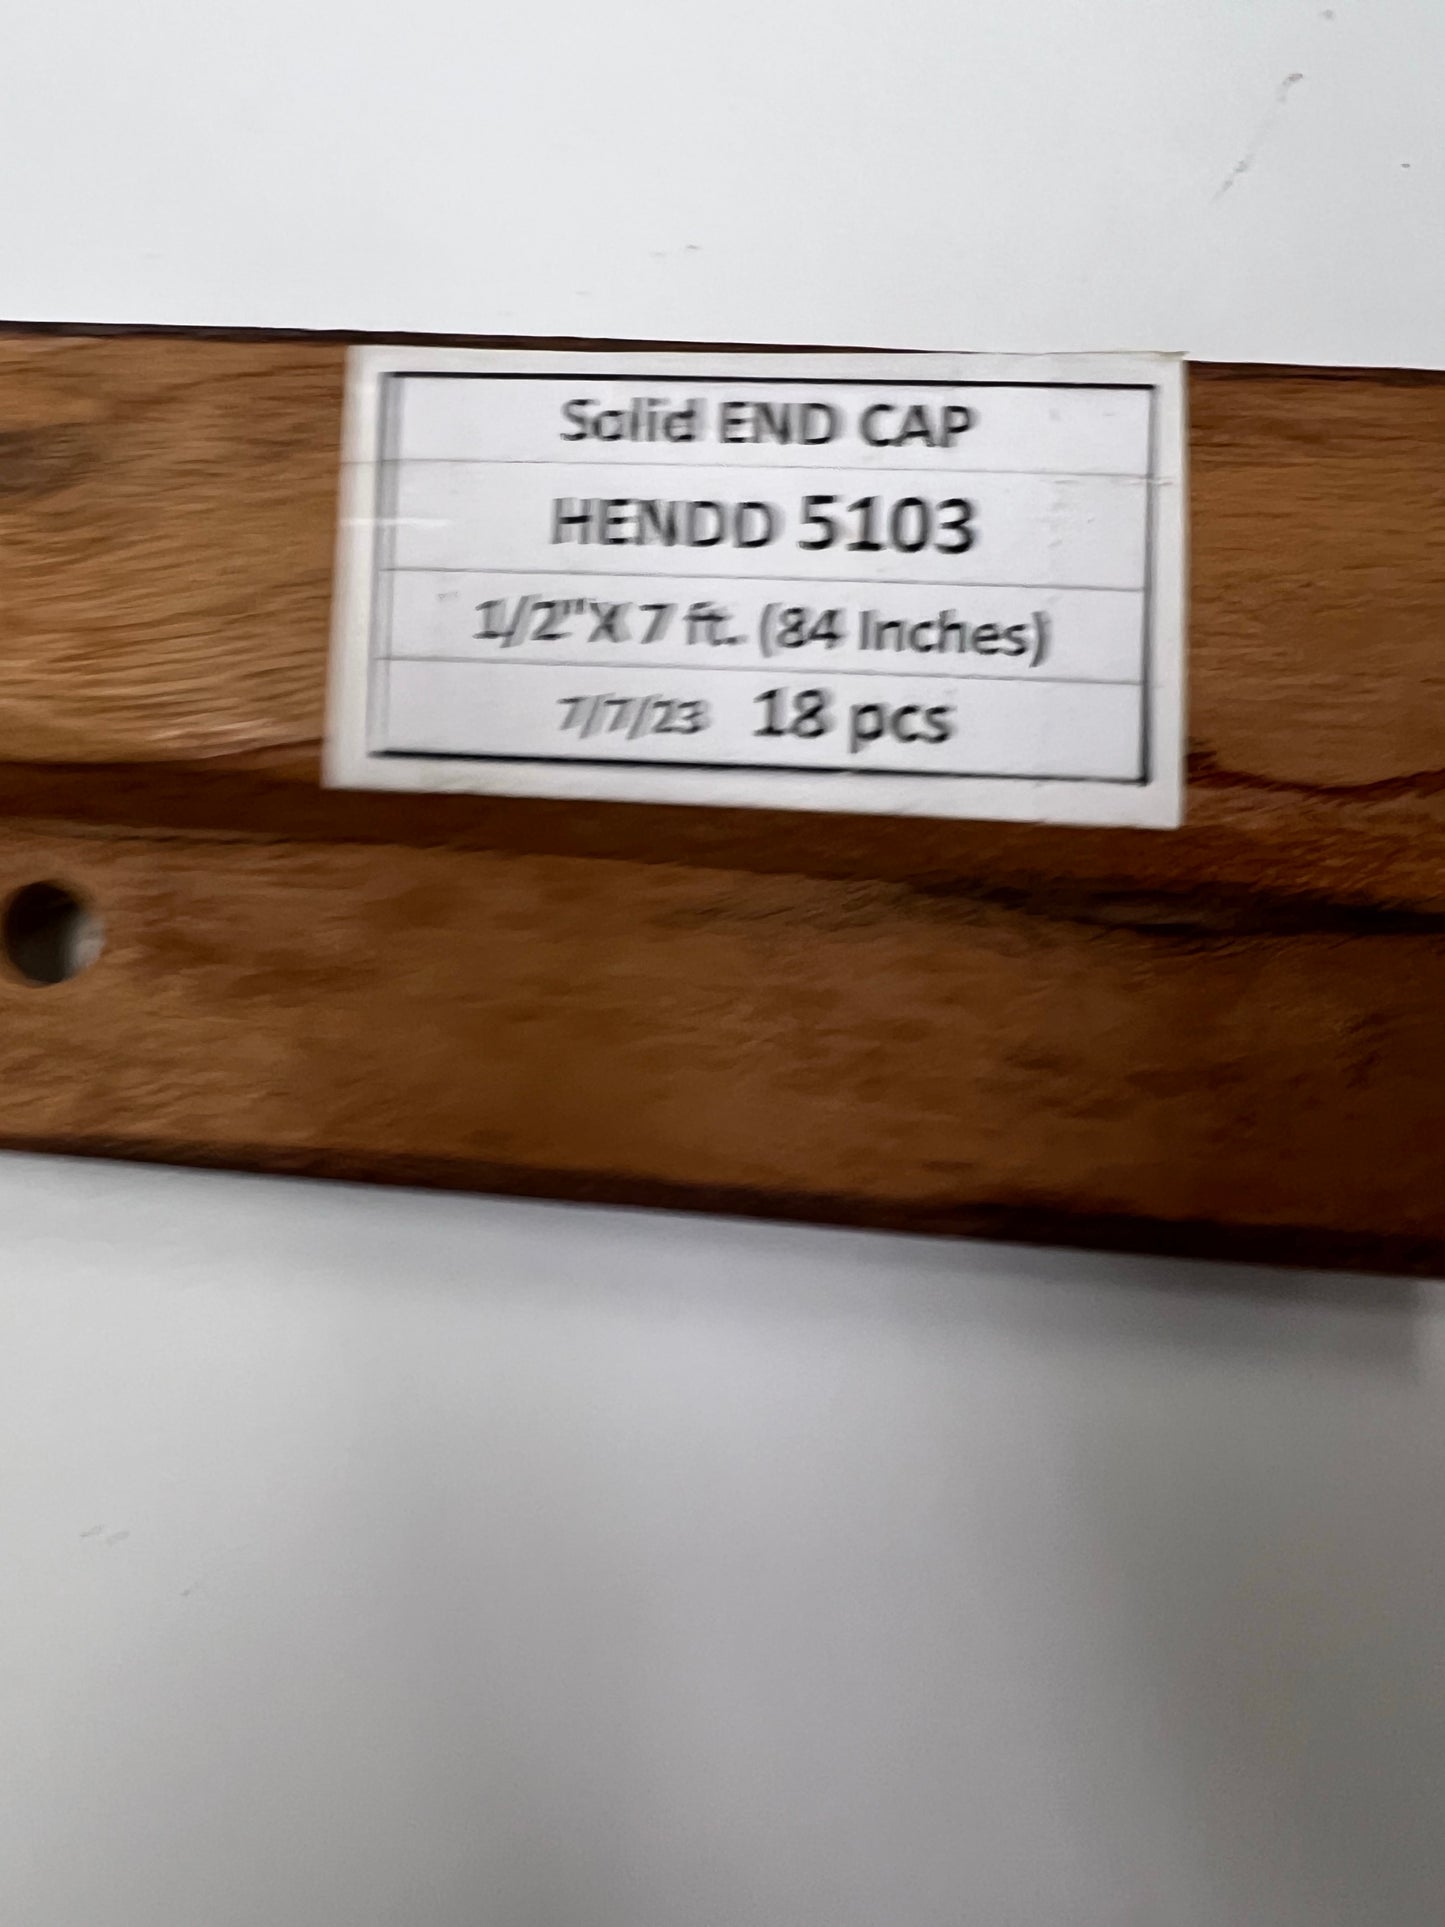 Solid END CAP
HENDD 5103
1/2"X 7 ft. (84 Inches)
7/7/23 18 pcs